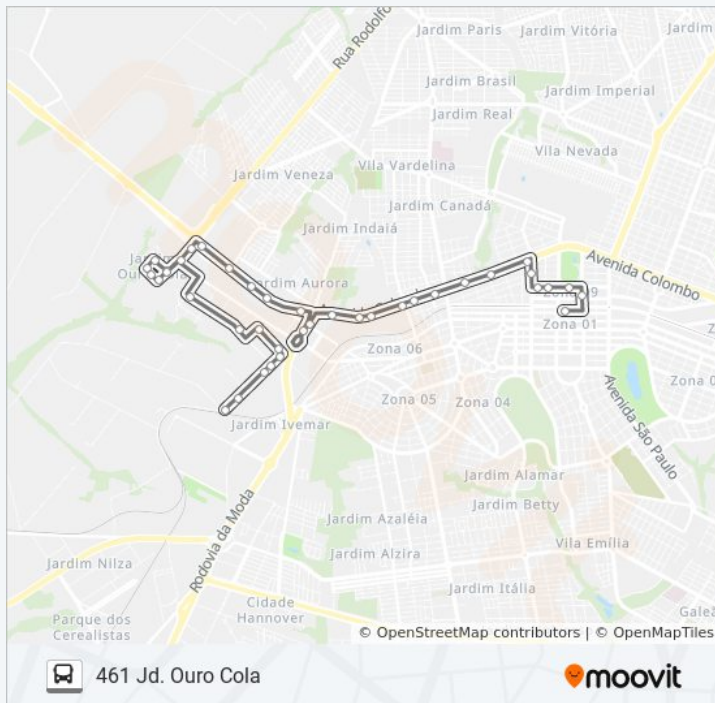 Jardim Paris
Jardim Vitória
Jardim
Rua Rodolfo
Jardim Brasil
Jardim Imperial
Jardim Real
Vila Vardelina
Vila Nevada
Jardim Veneza
Jardim Canadá
Jardim Indaiá
Avenida Colombo
Jardim Aurora
Zona 01
Zona 06
Zona 05
Zona 04
Avenida São Paulo
Jardim Ivemar
Jardim Alamar
Jardim Betty
Rodovia da Moda
Jardim Azaléia
Vila Emília
Jardim Nilza
Jardim Alzira
Jardim Itália
Cidade
Hannover
Parque dos
Cerealistas
© OpenStreetMap contributors | © OpenMapTiles
461 Jd. Ouro Cola
moovit